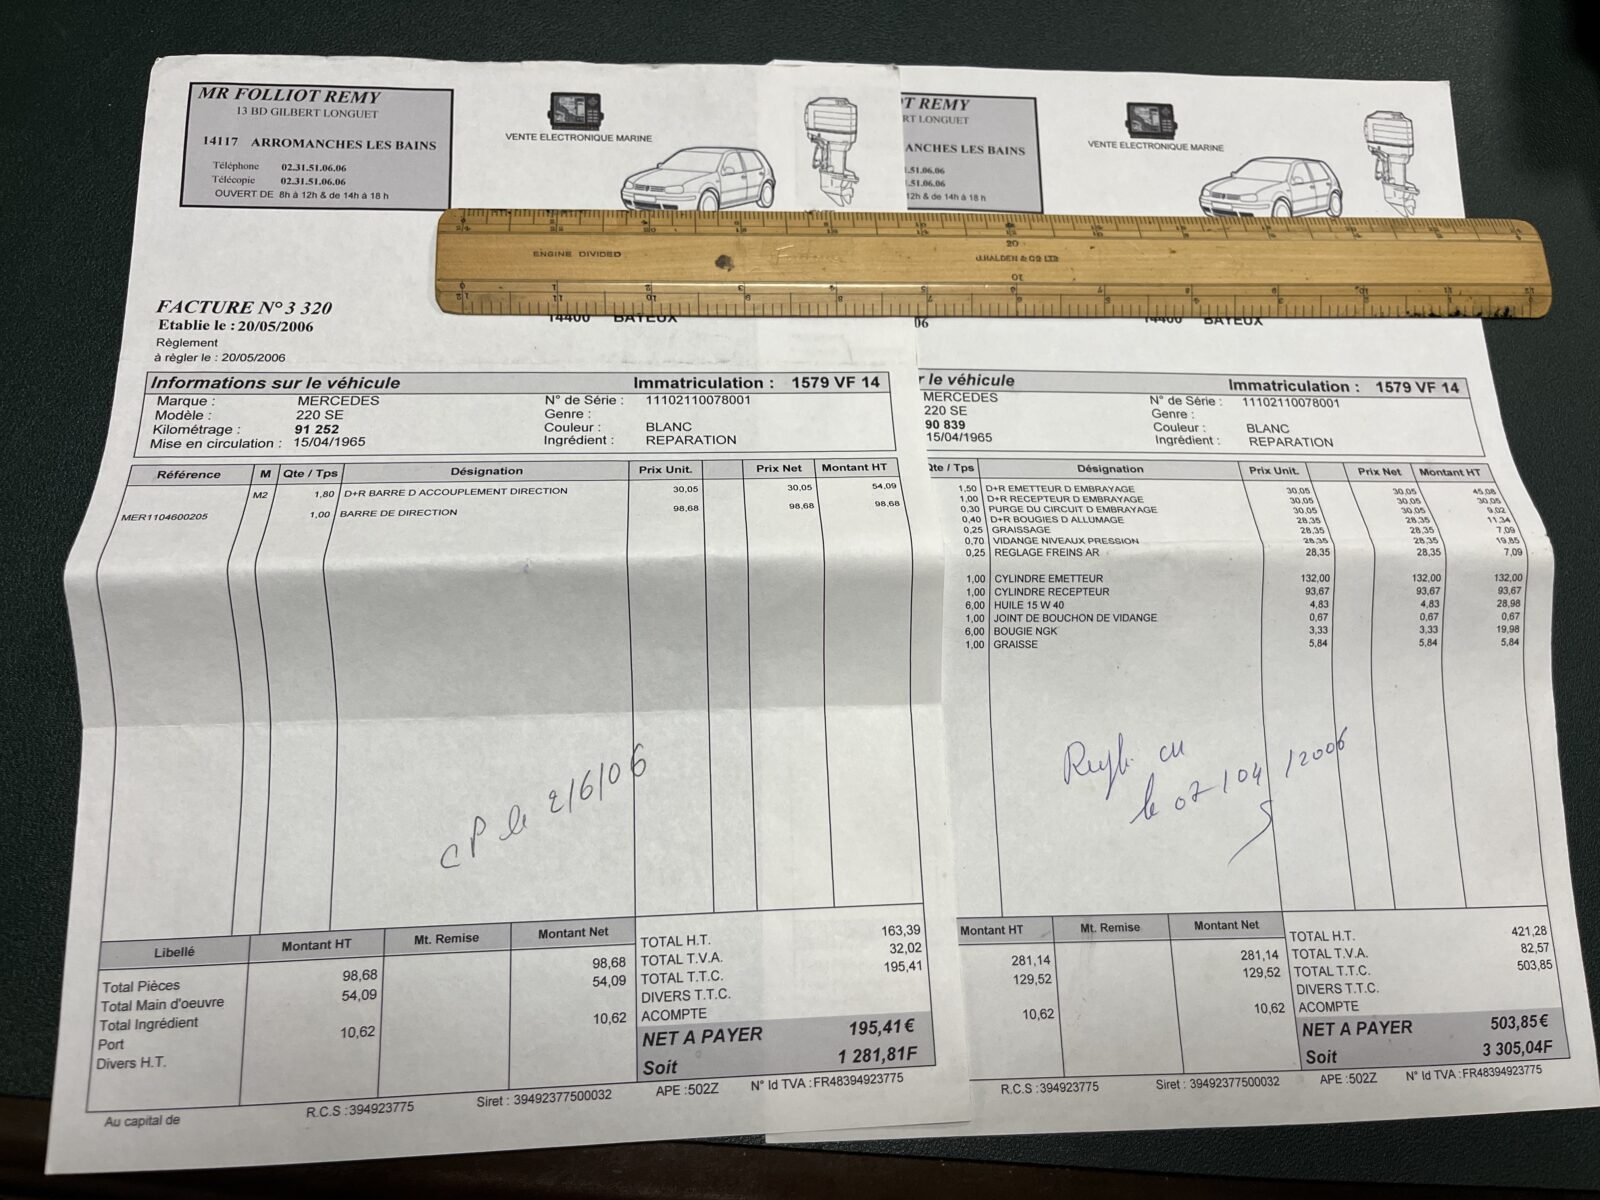 MR FOLLIOT REMY
13 BD GILBERT LONGUET
14117 ARROMANCHES LES BAINS
Téléphone 02.31.51.06.06
Télécopie 02.31.51.06.06
OUVERT DE 8h à 12h & de 14h à 18 h
VENTE ELECTRONIQUE MARINE
ENGINE DIVIDED
J.HALDEN & CO LTD
FACTURE N° 3 320
Etablie le : 20/05/2006
Règlement
à règler le : 20/05/2006
14400 BAYEUX
Informations sur le véhicule Immatriculation : 1579 VF 14
Marque : MERCEDES N° de Série : 11102110078001
Modèle : 220 SE Genre :
Kilométrage : 91 252 Couleur : BLANC
Mise en circulation : 15/04/1965 Ingrédient : REPARATION
Référence M Qte / Tps Désignation Prix Unit. Prix Net Montant HT
M2 1,80 D+R BARRE D ACCOUPLEMENT DIRECTION 30,05 30,05 54,09
MER1104600205 1,00 BARRE DE DIRECTION 98,68 98,68 98,68
CP le 2/6/06
Libellé Montant HT Mt. Remise Montant Net
Total Pièces 98,68 98,68
Total Main d'oeuvre 54,09 54,09
Total Ingrédient
Port 10,62 10,62
Divers H.T.
TOTAL H.T. 163,39
TOTAL T.V.A. 32,02
TOTAL T.T.C. 195,41
DIVERS T.T.C.
ACOMPTE
NET A PAYER 195,41€
Soit 1 281,81F
Au capital de R.C.S :394923775 Siret : 39492377500032 APE :502Z N° Id TVA :FR48394923775
T REMY
RT LONGUET
ANCHES LES BAINS
.51.06.06
1.51.06.06
12h & de 14h à 18 h
VENTE ELECTRONIQUE MARINE
06
14400 BAYEUX
r le véhicule Immatriculation : 1579 VF 14
MERCEDES N° de Série : 11102110078001
220 SE Genre :
90 839 Couleur : BLANC
15/04/1965 Ingrédient : REPARATION
Qte / Tps Désignation Prix Unit. Prix Net Montant HT
1,50 D+R EMETTEUR D EMBRAYAGE 30,05 30,05 45,08
1,00 D+R RECEPTEUR D EMBRAYAGE 30,05 30,05 30,05
0,30 PURGE DU CIRCUIT D EMBRAYAGE 30,05 30,05 9,02
0,40 D+R BOUGIES D ALLUMAGE 28,35 28,35 11,34
0,25 GRAISSAGE 28,35 28,35 7,09
0,70 VIDANGE NIVEAUX PRESSION 28,35 28,35 19,85
0,25 REGLAGE FREINS AR 28,35 28,35 7,09
1,00 CYLINDRE EMETTEUR 132,00 132,00 132,00
1,00 CYLINDRE RECEPTEUR 93,67 93,67 93,67
6,00 HUILE 15 W 40 4,83 4,83 28,98
1,00 JOINT DE BOUCHON DE VIDANGE 0,67 0,67 0,67
6,00 BOUGIE NGK 3,33 3,33 19,98
1,00 GRAISSE 5,84 5,84 5,84
le 07/04/2006
Montant HT Mt. Remise Montant Net
281,14 281,14
129,52 129,52
10,62 10,62
TOTAL H.T. 421,28
TOTAL T.V.A. 82,57
TOTAL T.T.C. 503,85
DIVERS T.T.C.
ACOMPTE
NET A PAYER 503,85€
Soit 3 305,04F
R.C.S :394923775 Siret : 39492377500032 APE :502Z N° Id TVA :FR48394923775